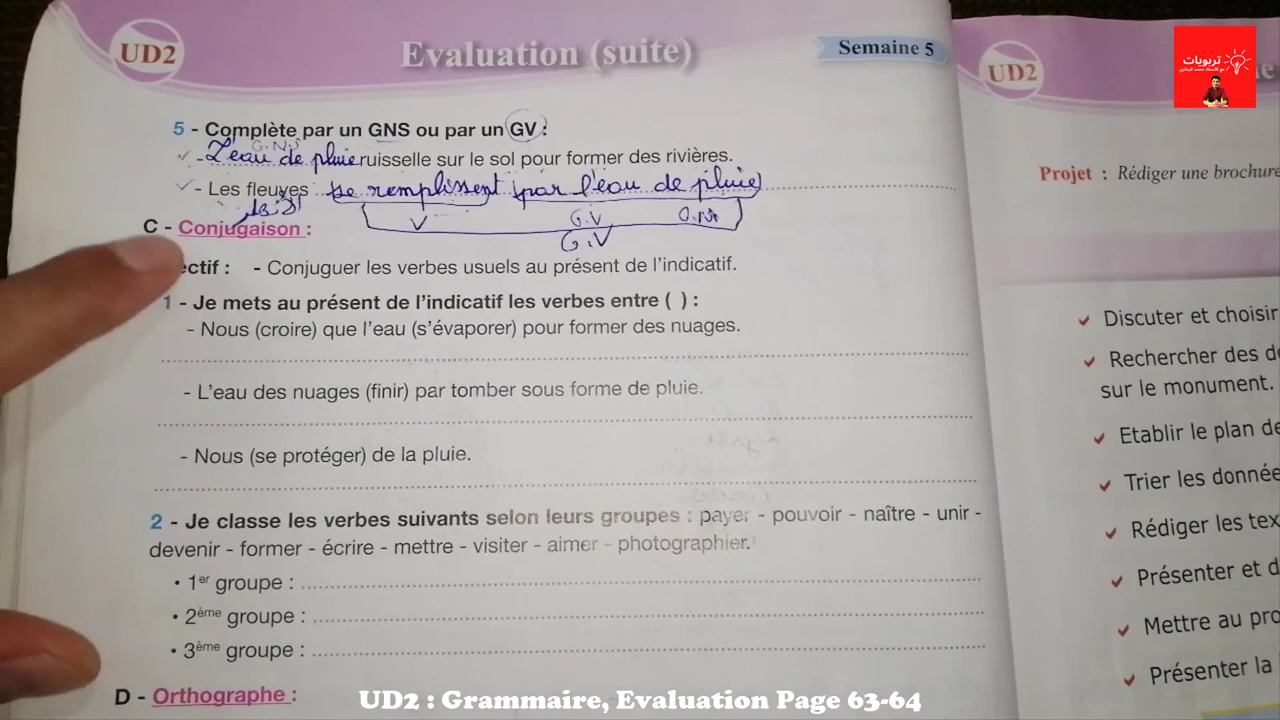 UD2
Evaluation (suite)
Semaine 5
5 - Complète par un GNS ou par un GV :
G.N.S
- L'eau de pluie ruisselle sur le sol pour former des rivières.
- Les fleuves se remplissent par l'eau de pluie
V G.V
G.V
C - Conjugaison :
ectif : - Conjuguer les verbes usuels au présent de l'indicatif.
1 - Je mets au présent de l'indicatif les verbes entre ( ) :
- Nous (croire) que l'eau (s'évaporer) pour former des nuages.
- L'eau des nuages (finir) par tomber sous forme de pluie.
- Nous (se protéger) de la pluie.
2 - Je classe les verbes suivants selon leurs groupes : payer - pouvoir - naître - unir -
devenir - former - écrire - mettre - visiter - aimer - photographier.
• 1er groupe :
• 2ème groupe :
• 3ème groupe :
D - Orthographe :
UD2
تربويات
Projet : Rédiger une brochure
Discuter et choisir
Rechercher des
sur le monument.
Etablir le plan
Trier les
Rédiger les
Présenter et
Mettre au
Présenter la
UD2 : Grammaire, Evaluation Page 63-64